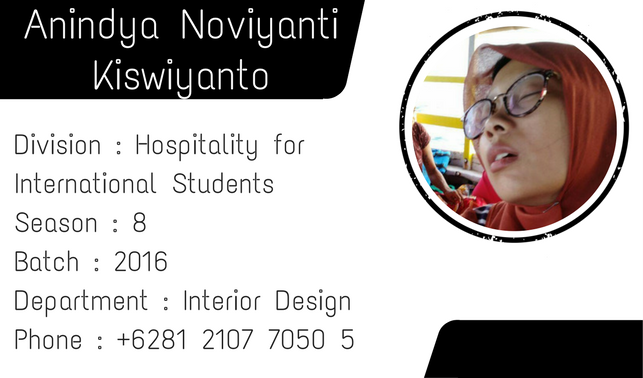 Anindya Noviyanti
Kiswiyanto
Division : Hospitality for
International Students
Season : 8
Batch : 2016
Department : Interior Design
Phone : +6281 2107 7050 5